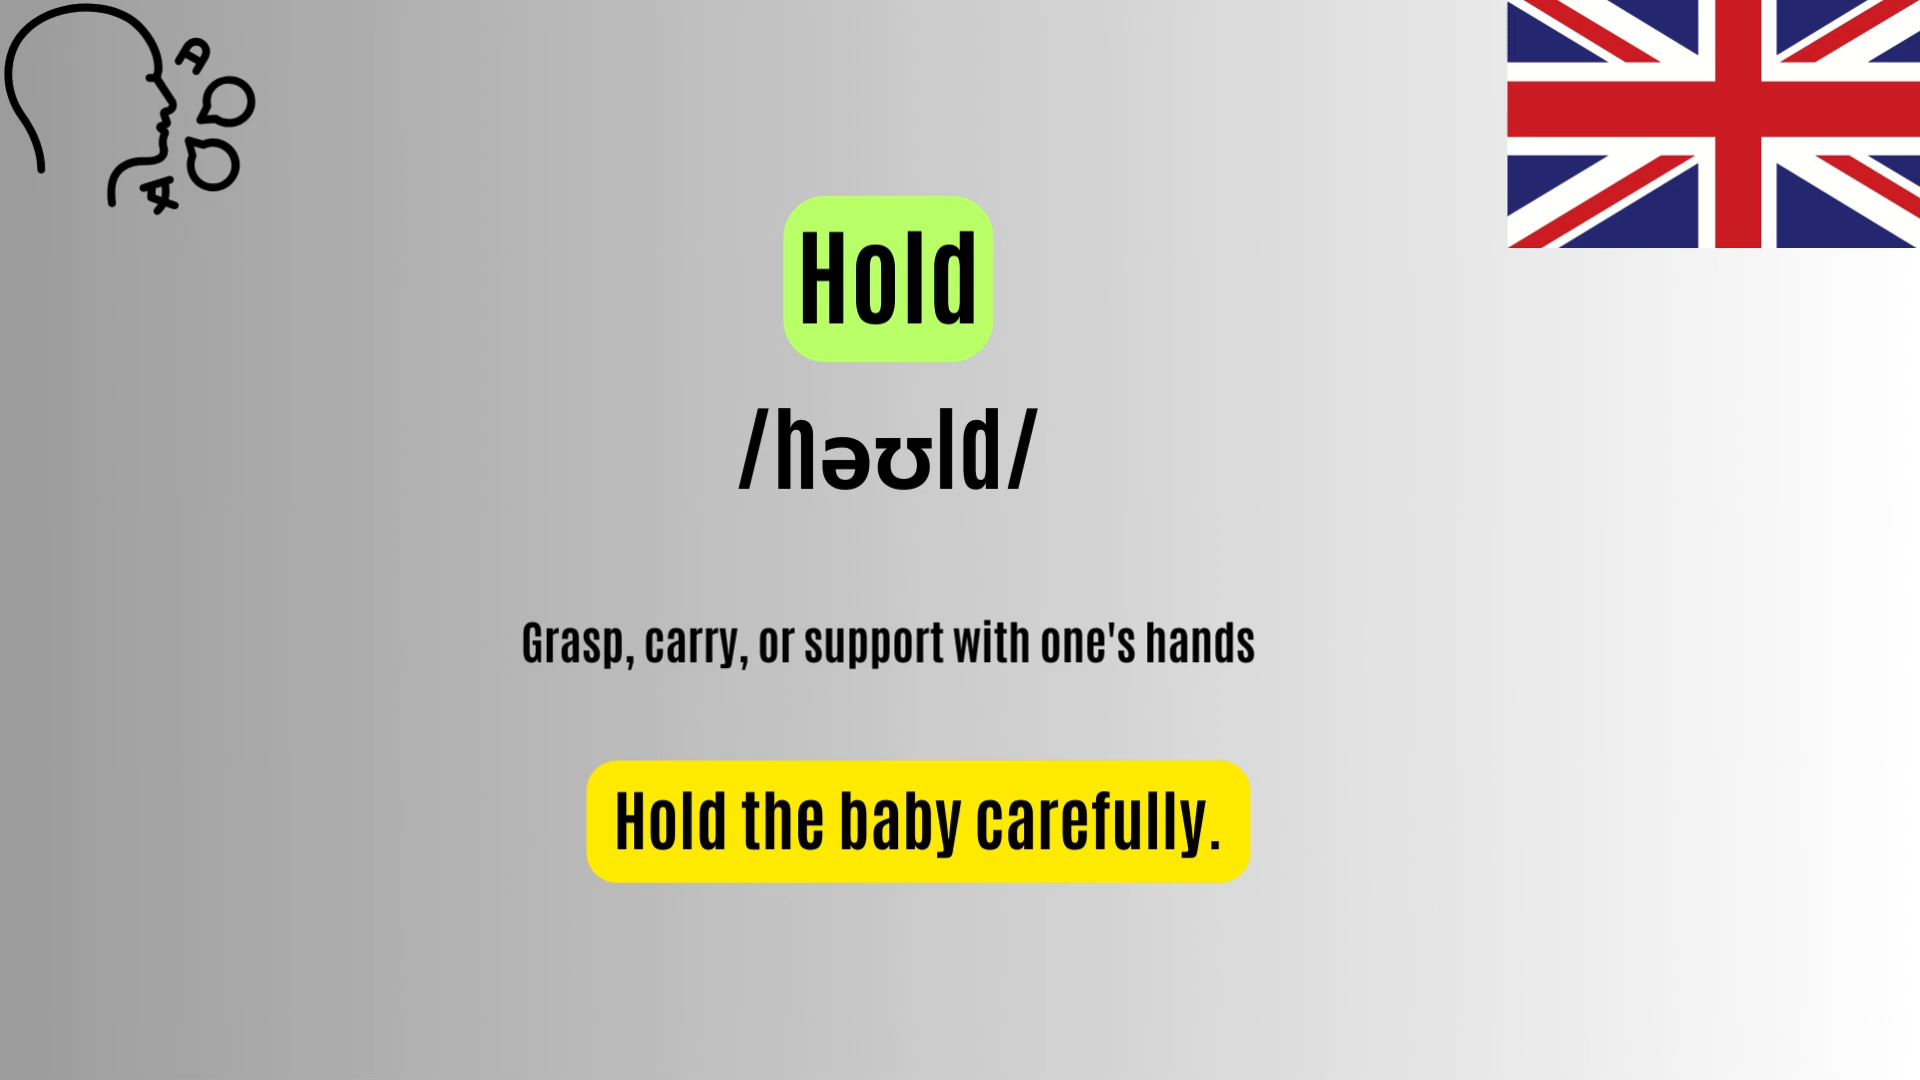 Hold
/həʊld/
Grasp, carry, or support with one's hands
Hold the baby carefully.